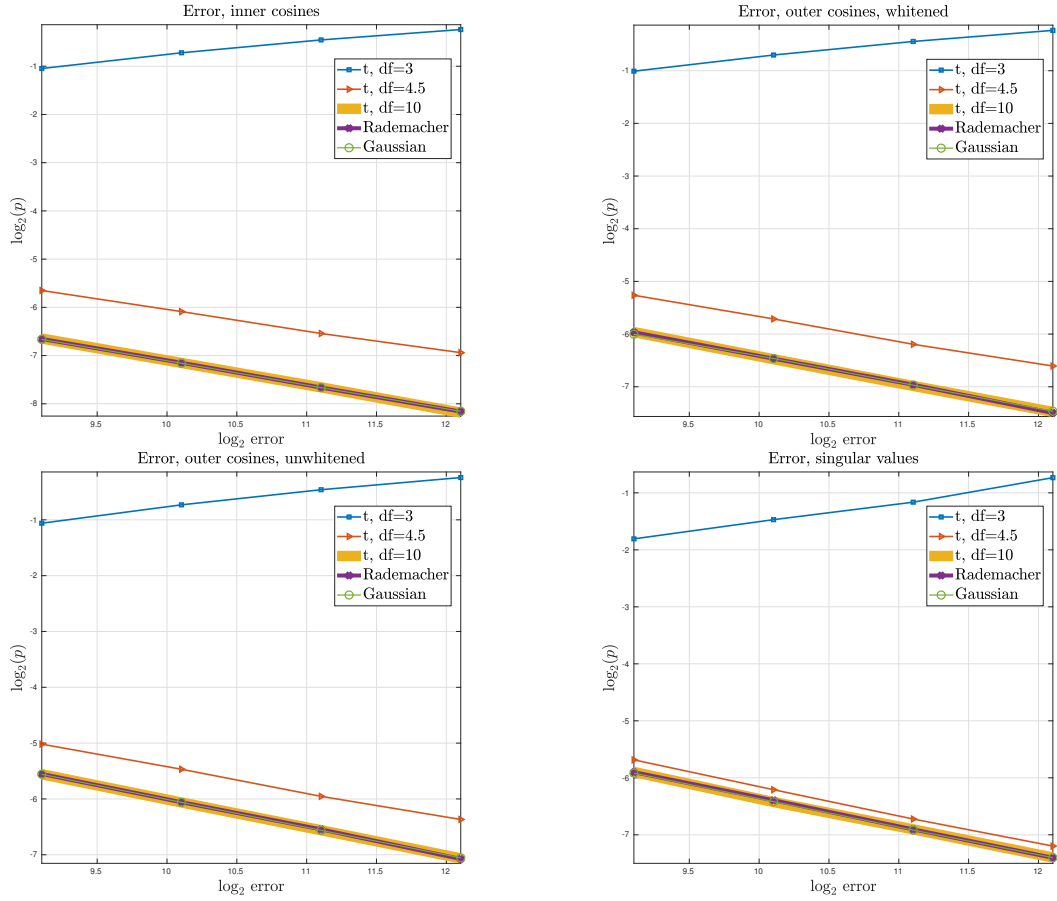 Error, inner cosines
-1
-2
-3
-4
-5
-6
-7
-8
log₂(p)
t, df=3
t, df=4.5
t, df=10
Rademacher
Gaussian
9.5 10 10.5 11 11.5 12
log₂ error
Error, outer cosines, whitened
-1
-2
-3
-4
-5
-6
-7
log₂(p)
t, df=3
t, df=4.5
t, df=10
Rademacher
Gaussian
9.5 10 10.5 11 11.5 12
log₂ error
Error, outer cosines, unwhitened
-1
-2
-3
-4
-5
-6
-7
log₂(p)
t, df=3
t, df=4.5
t, df=10
Rademacher
Gaussian
9.5 10 10.5 11 11.5 12
log₂ error
Error, singular values
-1
-2
-3
-4
-5
-6
-7
log₂(p)
t, df=3
t, df=4.5
t, df=10
Rademacher
Gaussian
9.5 10 10.5 11 11.5 12
log₂ error